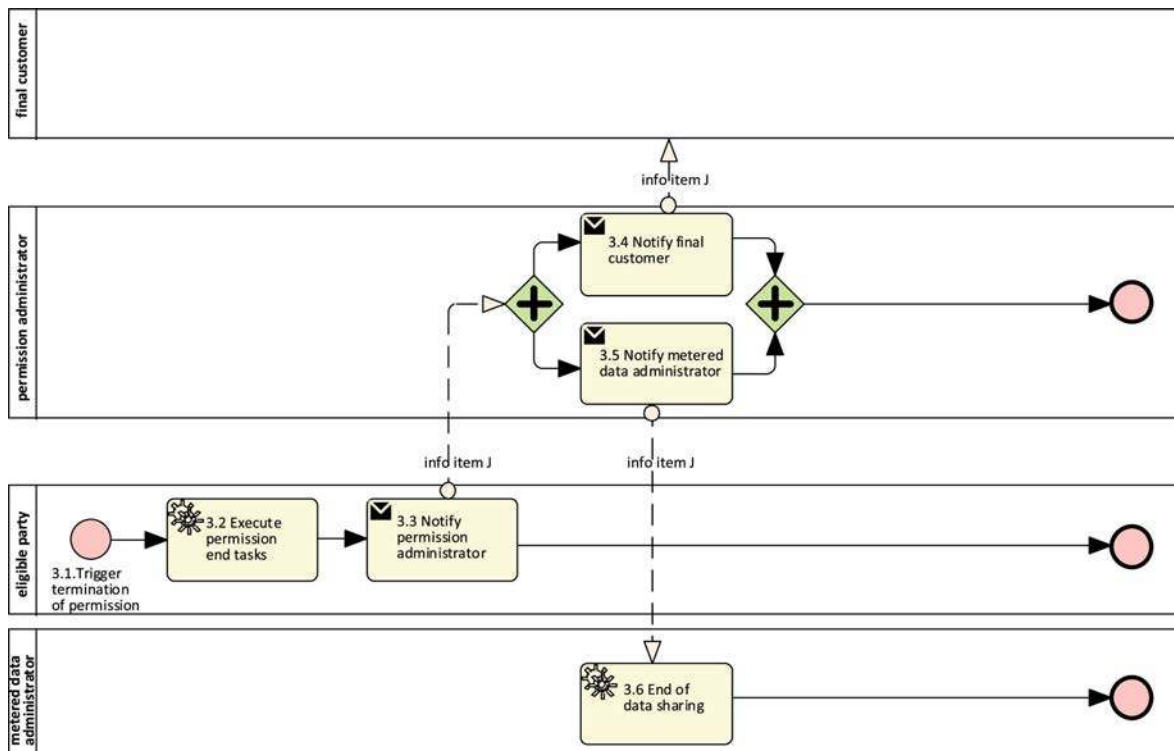 final customer
info item J
permission administrator
3.4 Notify final
customer
3.5 Notify metered
data administrator
info item J
info item J
eligible party
3.1.Trigger
termination
of permission
3.2 Execute
permission
end tasks
3.3 Notify
permission
administrator
metered data
administrator
3.6 End of
data sharing